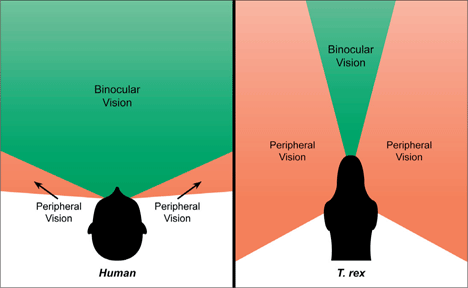 Binocular
Vision
Peripheral
Vision
Peripheral
Vision
Human
Binocular
Vision
Peripheral
Vision
Peripheral
Vision
T. rex